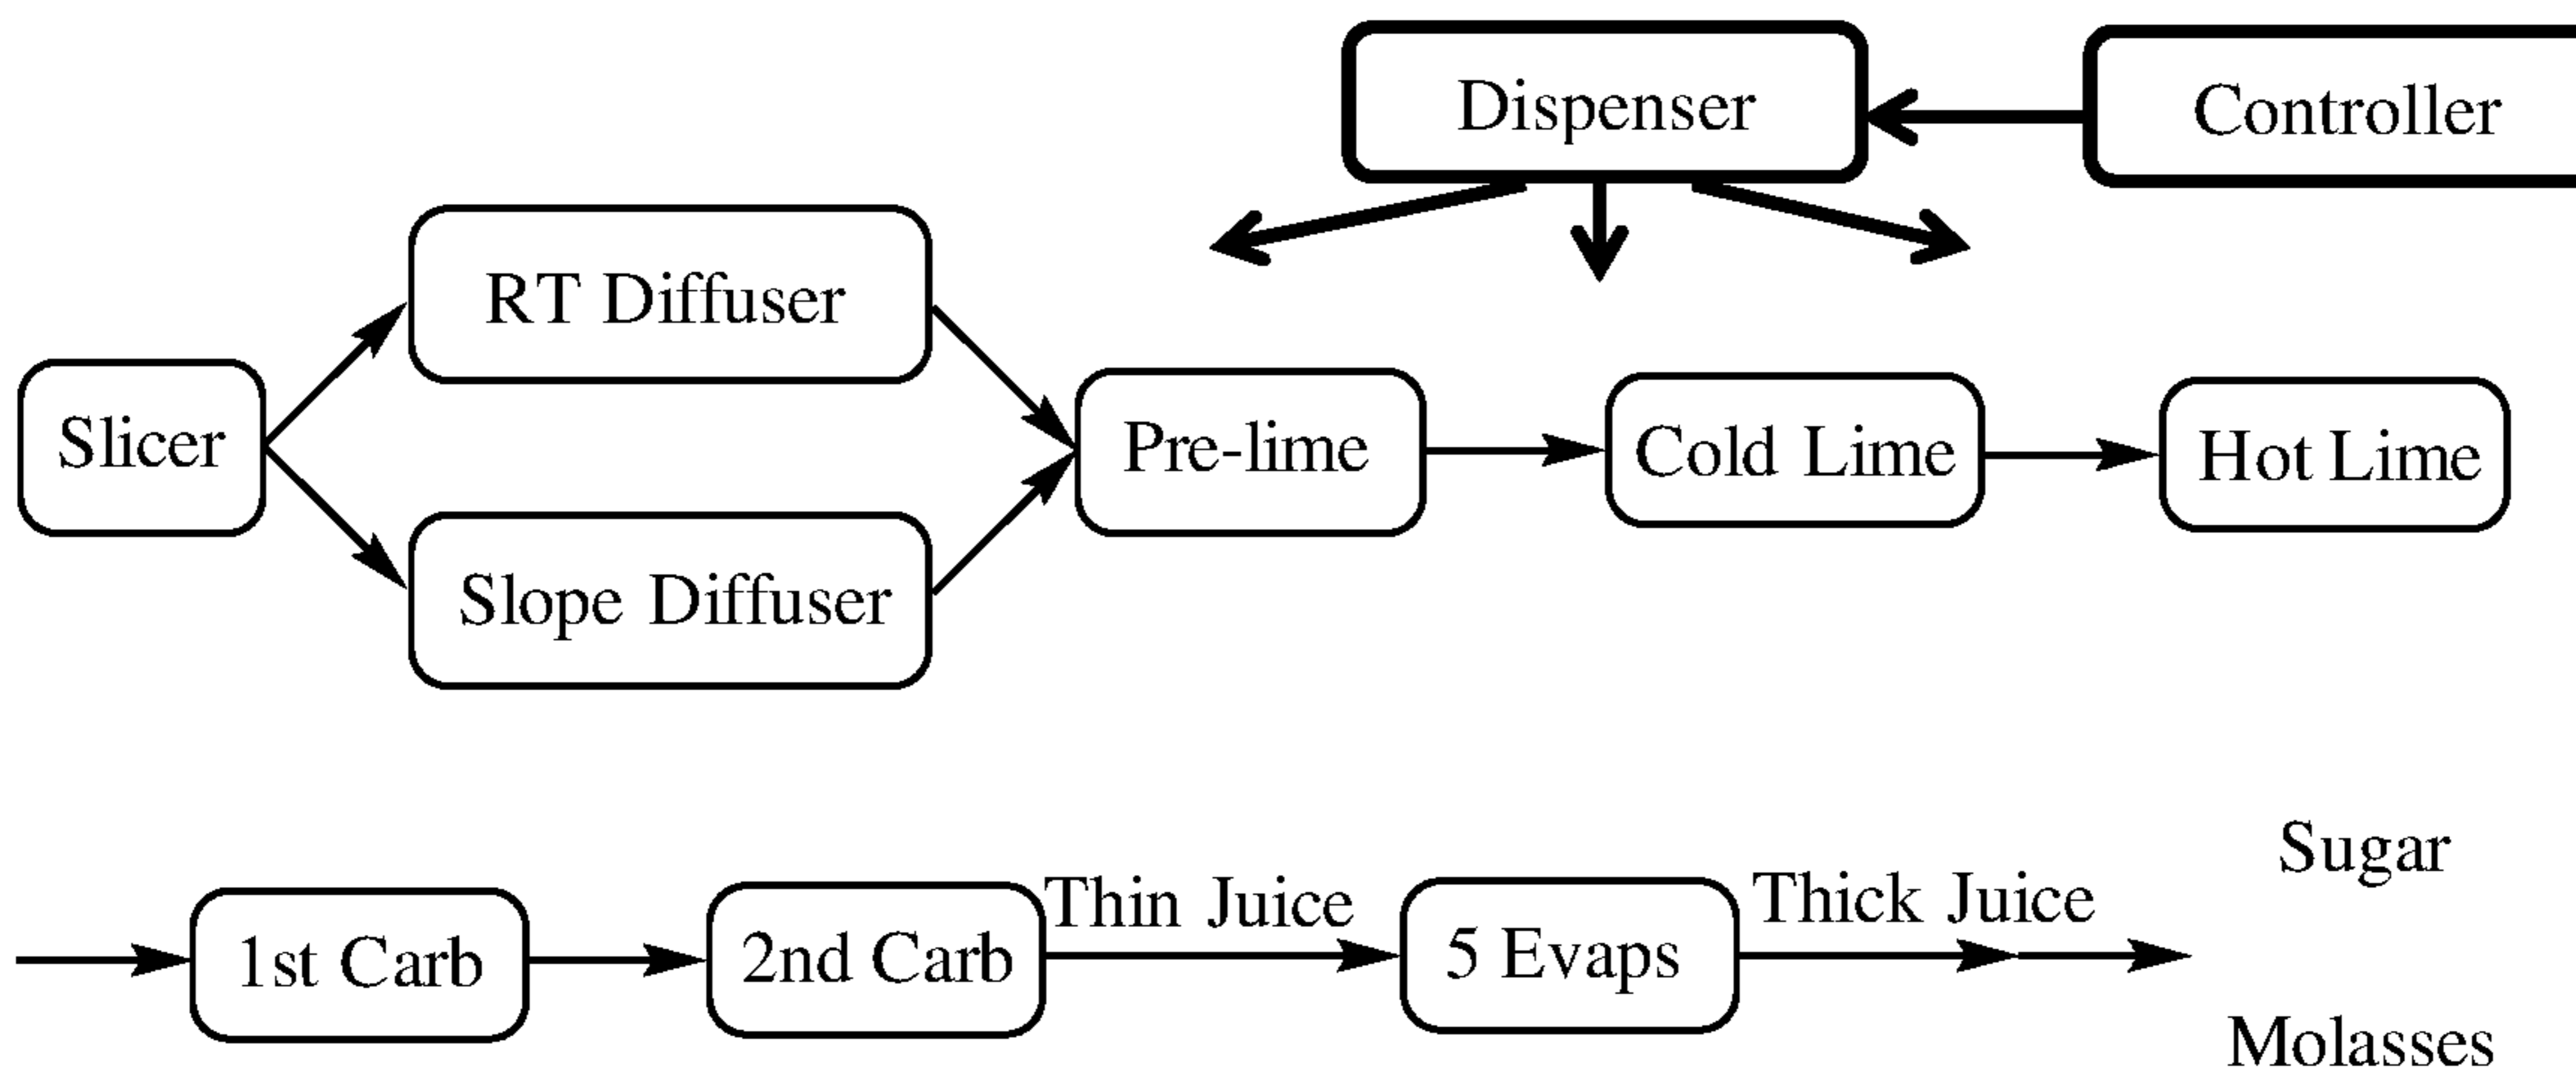 Dispenser
Controller
RT Diffuser
Slicer
Pre-lime
Cold Lime
Hot Lime
Slope Diffuser
1st Carb
2nd Carb
Thin Juice
5 Evaps
Thick Juice
Sugar
Molasses